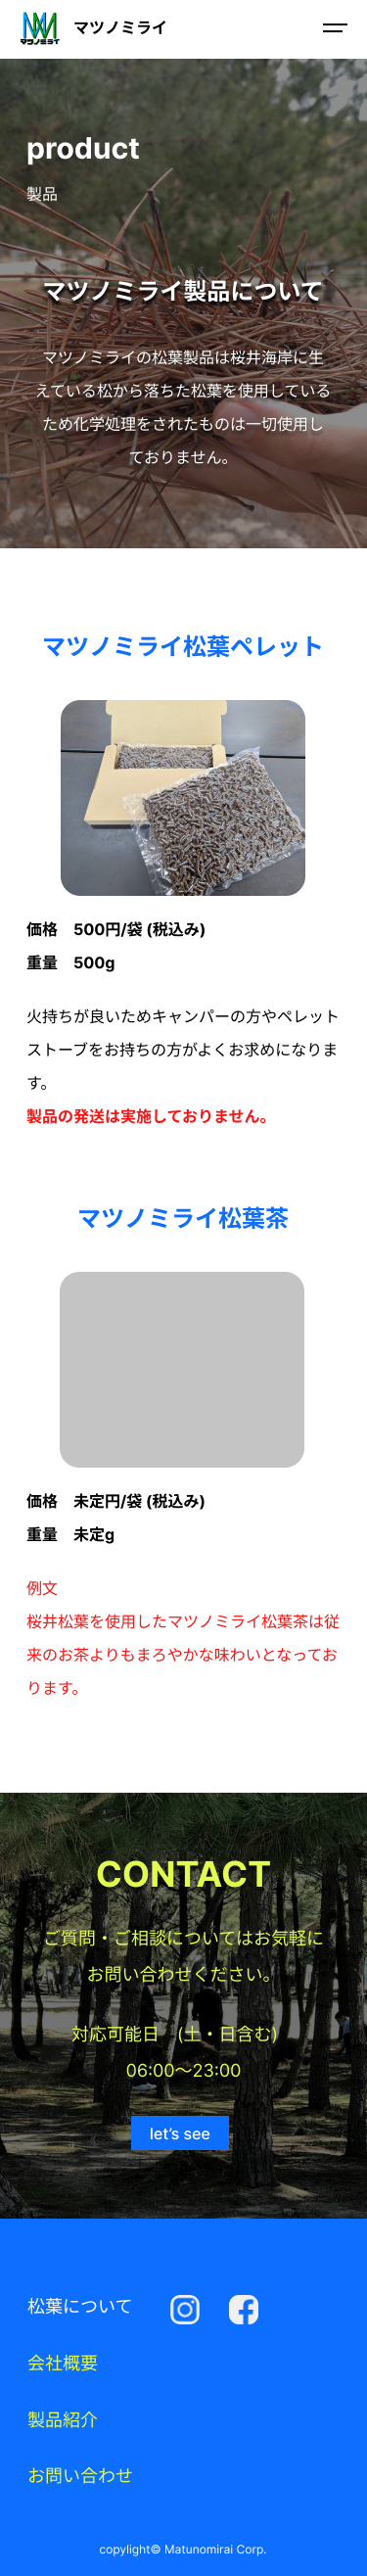 マツノミライ
マツノミライ
product
製品
マツノミライ製品について
マツノミライの松葉製品は桜井海岸に生
えている松から落ちた松葉を使用している
ため化学処理をされたものは一切使用し
ておりません。
マツノミライ松葉ペレット
価格　500円/袋 (税込み)
重量　500g
火持ちが良いためキャンパーの方やペレット
ストーブをお持ちの方がよくお求めになりま
す。
製品の発送は実施しておりません。
マツノミライ松葉茶
価格　未定円/袋 (税込み)
重量　未定g
例文
桜井松葉を使用したマツノミライ松葉茶は従
来のお茶よりもまろやかな味わいとなってお
ります。
CONTACT
ご質問・ご相談についてはお気軽に
お問い合わせください。
対応可能日　(土・日含む)
06:00〜23:00
let’s see
松葉について
会社概要
製品紹介
お問い合わせ
copylight© Matunomirai Corp.